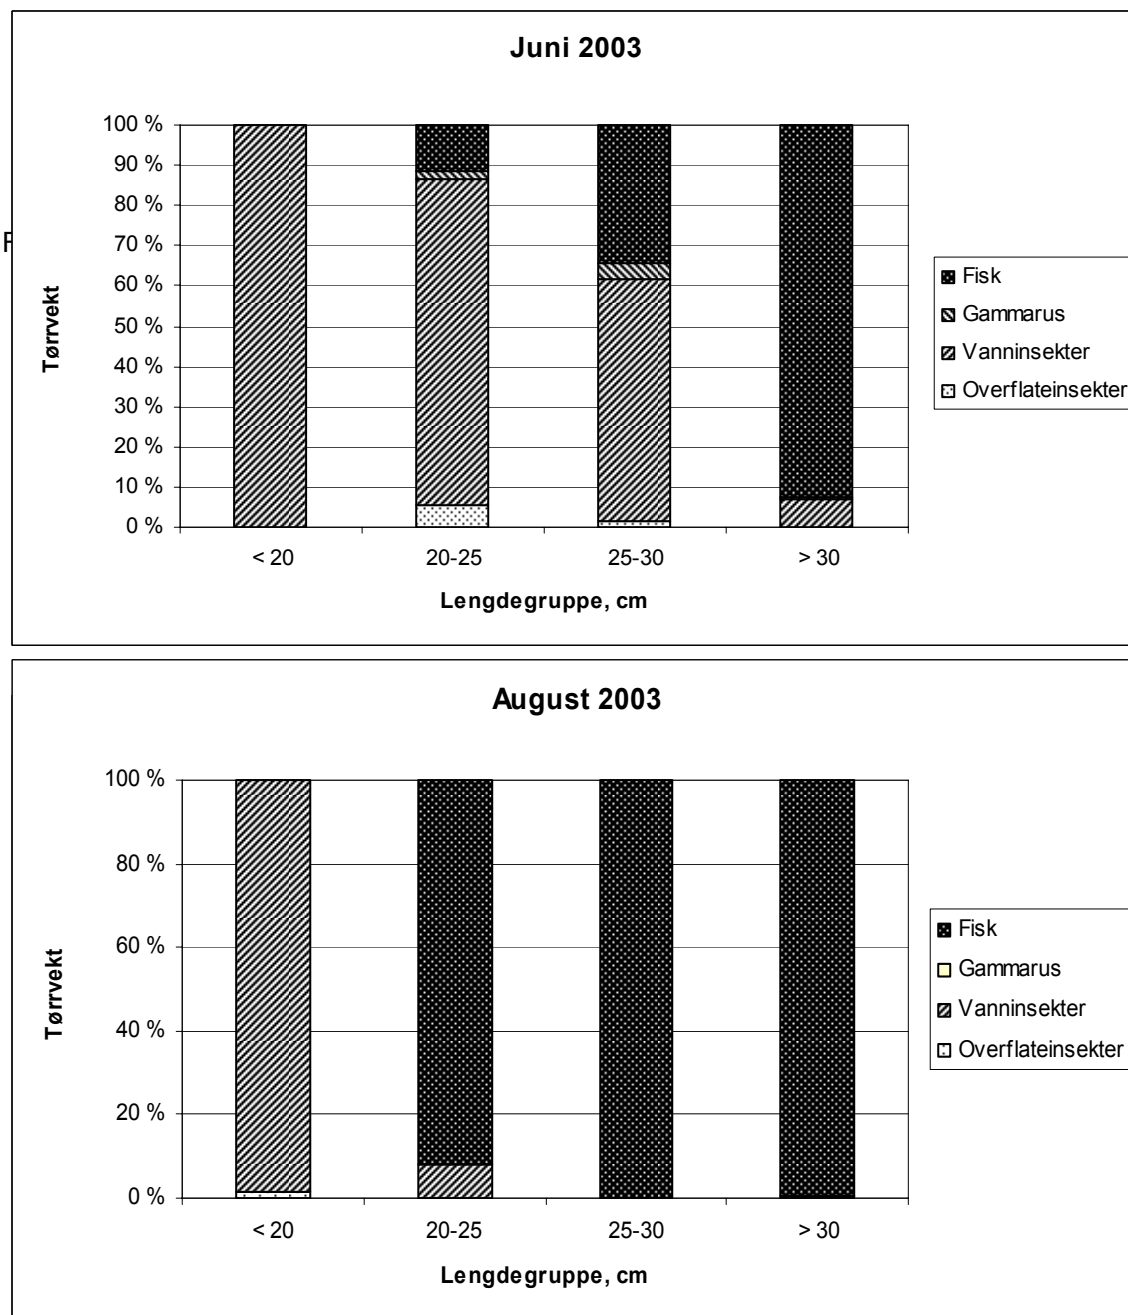 Juni 2003
100 %
90 %
80 %
70 %
60 %
50 %
40 %
30 %
20 %
10 %
0 %
F
Tørrvekt
< 20 20-25 25-30 > 30
Lengdegruppe, cm
Fisk
Gammarus
Vanninsekter
Overflateinsekter
August 2003
100 %
80 %
60 %
40 %
20 %
0 %
Tørrvekt
< 20 20-25 25-30 > 30
Lengdegruppe, cm
Fisk
Gammarus
Vanninsekter
Overflateinsekter